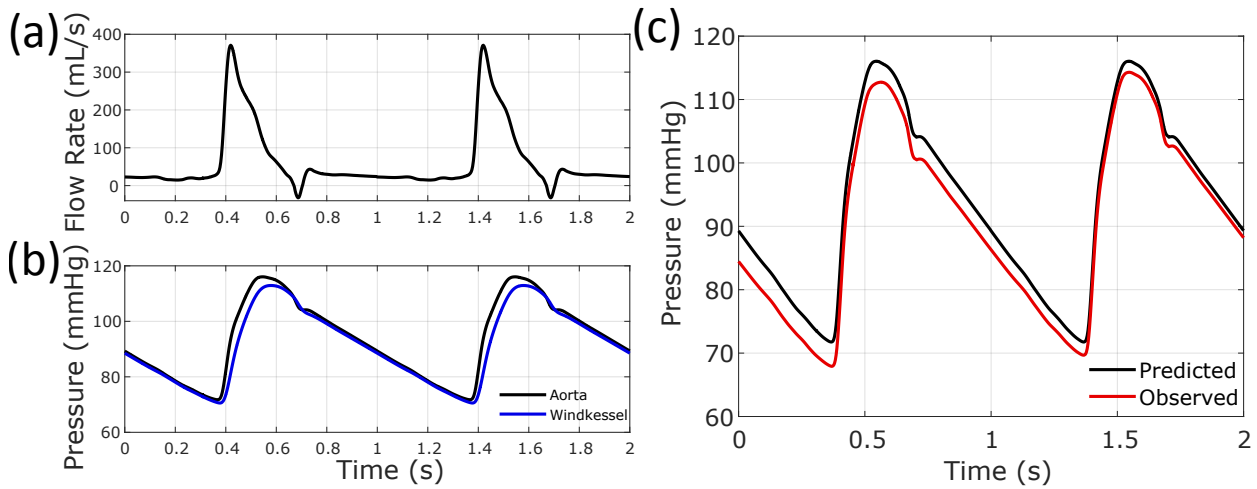 (a)
Flow Rate (mL/s)
400
300
200
100
0
0 0.2 0.4 0.6 0.8 1 1.2 1.4 1.6 1.8 2
(b)
Pressure (mmHg)
120
100
80
60
0 0.2 0.4 0.6 0.8 1 1.2 1.4 1.6 1.8 2
Time (s)
Aorta
Windkessel
(c)
Pressure (mmHg)
120
110
100
90
80
70
60
0 0.5 1 1.5 2
Time (s)
Predicted
Observed